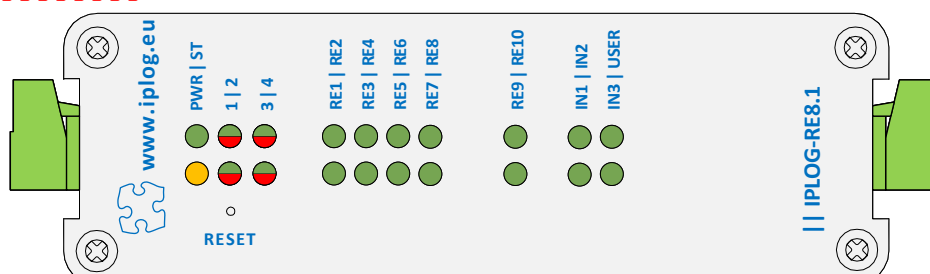 www.iplog.eu
PWR | ST
1 | 2
3 | 4
RE1 | RE2
RE3 | RE4
RE5 | RE6
RE7 | RE8
RE9 | RE10
IN1 | IN2
IN3 | USER
|| IPLOG-RE8.1
RESET